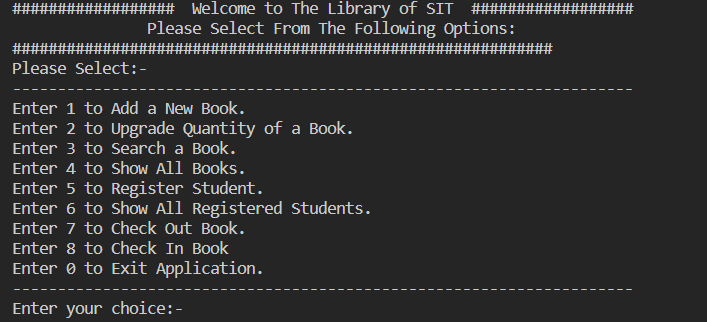 ##################  Welcome to The Library of SIT  ##################
Please Select From The Following Options:
############################################################
Please Select:-
---------------------------------------------------------------------
Enter 1 to Add a New Book.
Enter 2 to Upgrade Quantity of a Book.
Enter 3 to Search a Book.
Enter 4 to Show All Books.
Enter 5 to Register Student.
Enter 6 to Show All Registered Students.
Enter 7 to Check Out Book.
Enter 8 to Check In Book
Enter 0 to Exit Application.
---------------------------------------------------------------------
Enter your choice:-